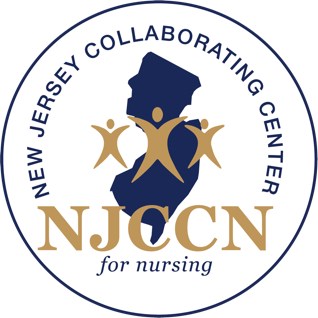 NEW JERSEY COLLABORATING CENTER
NJCCN
for nursing